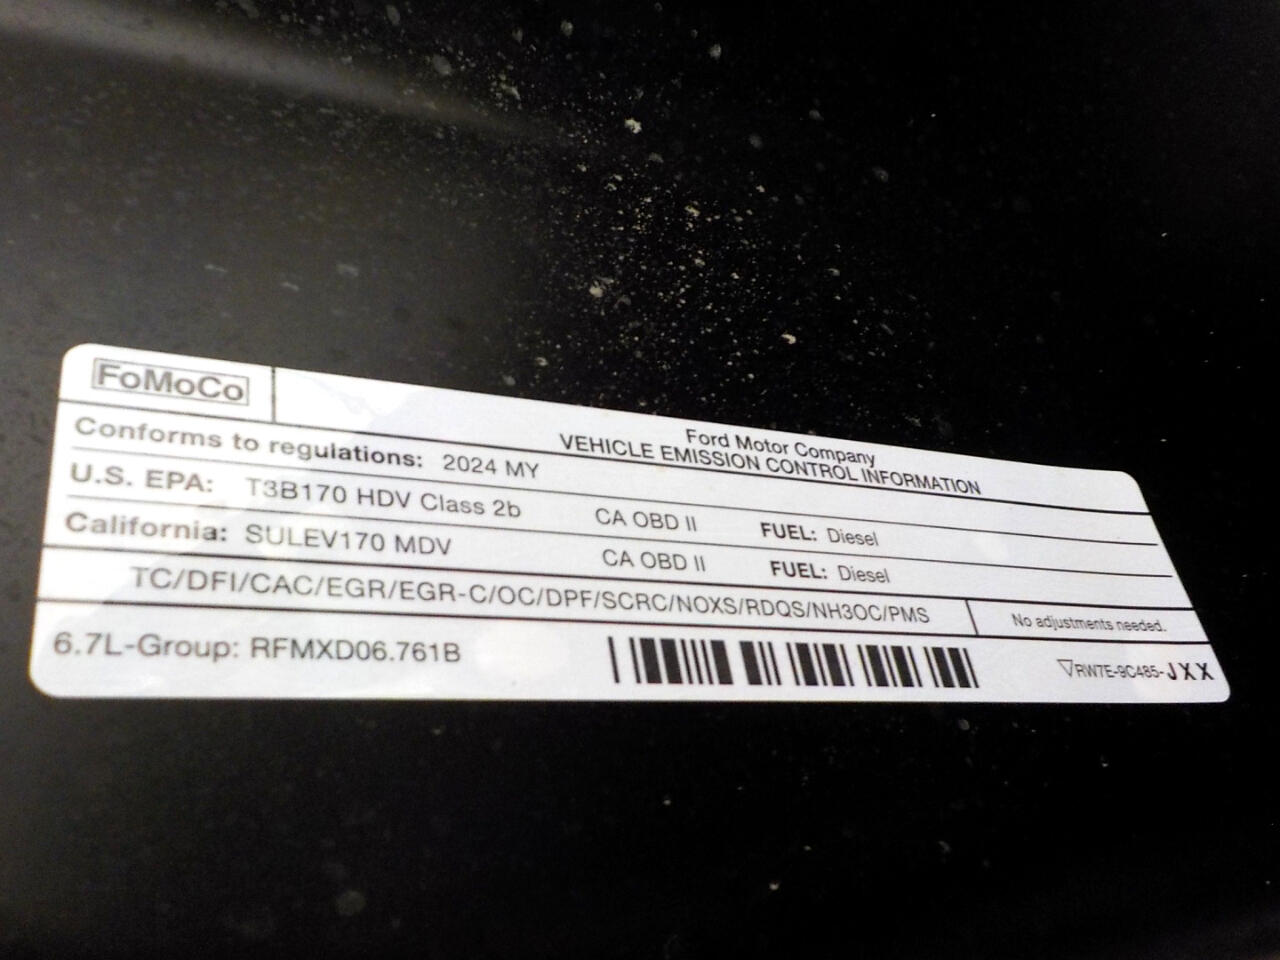 FoMoCo
Ford Motor Company
VEHICLE EMISSION CONTROL INFORMATION
Conforms to regulations: 2024 MY
U.S. EPA: T3B170 HDV Class 2b CA OBD II FUEL: Diesel
California: SULEV170 MDV CA OBD II FUEL: Diesel
TC/DFI/CAC/EGR/EGR-C/OC/DPF/SCRC/NOXS/RDQS/NH3OC/PMS No adjustments needed.
6.7L-Group: RFMXD06.761B RW7E-9C485-JXX